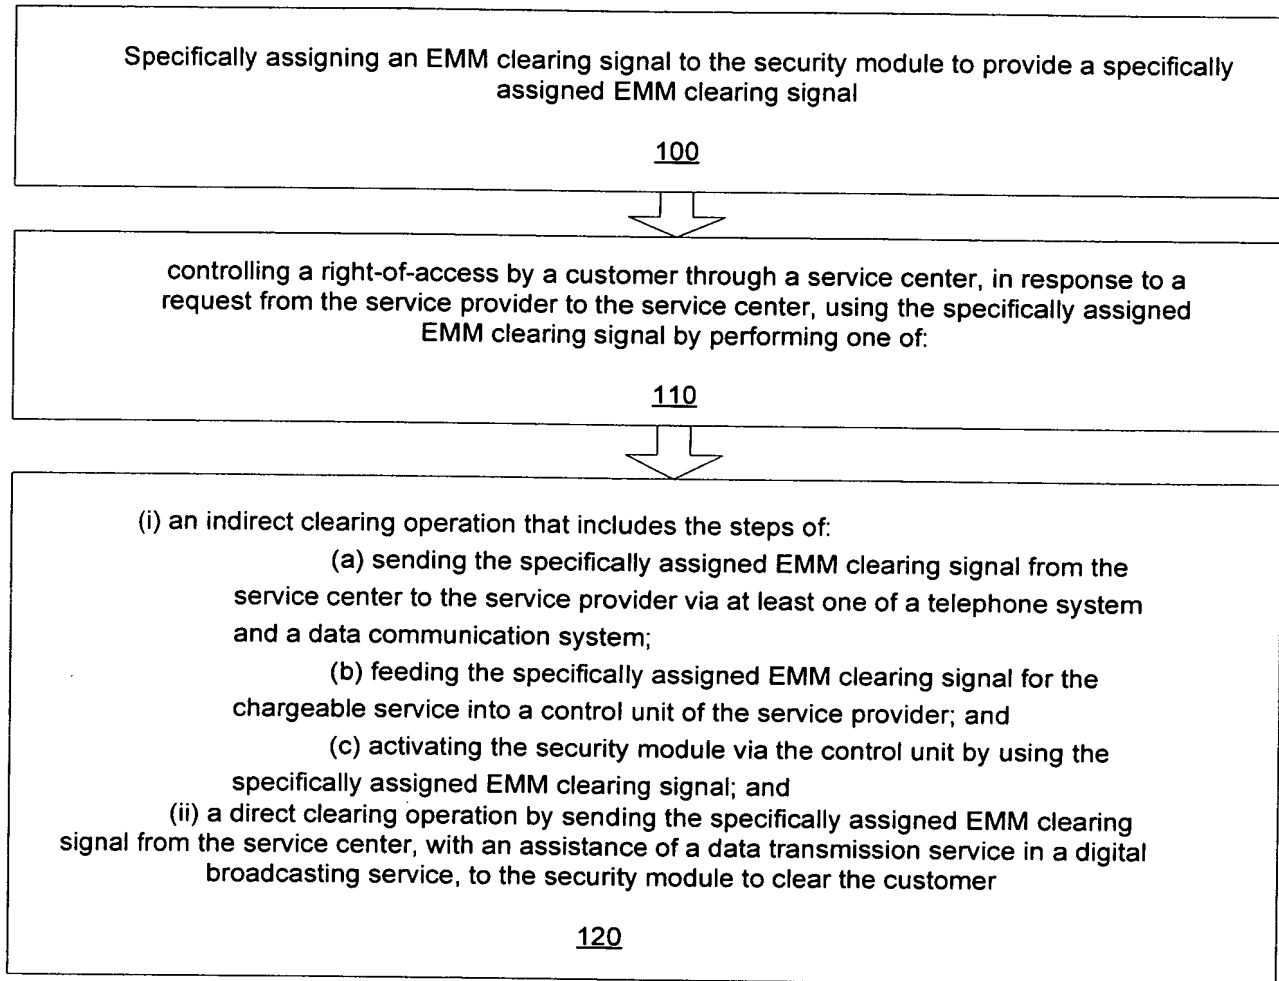 Specifically assigning an EMM clearing signal to the security module to provide a specifically
assigned EMM clearing signal
100
controlling a right-of-access by a customer through a service center, in response to a
request from the service provider to the service center, using the specifically assigned
EMM clearing signal by performing one of:
110
(i) an indirect clearing operation that includes the steps of:
(a) sending the specifically assigned EMM clearing signal from the
service center to the service provider via at least one of a telephone system
and a data communication system;
(b) feeding the specifically assigned EMM clearing signal for the
chargeable service into a control unit of the service provider; and
(c) activating the security module via the control unit by using the
specifically assigned EMM clearing signal; and
(ii) a direct clearing operation by sending the specifically assigned EMM clearing
signal from the service center, with an assistance of a data transmission service in a digital
broadcasting service, to the security module to clear the customer
120